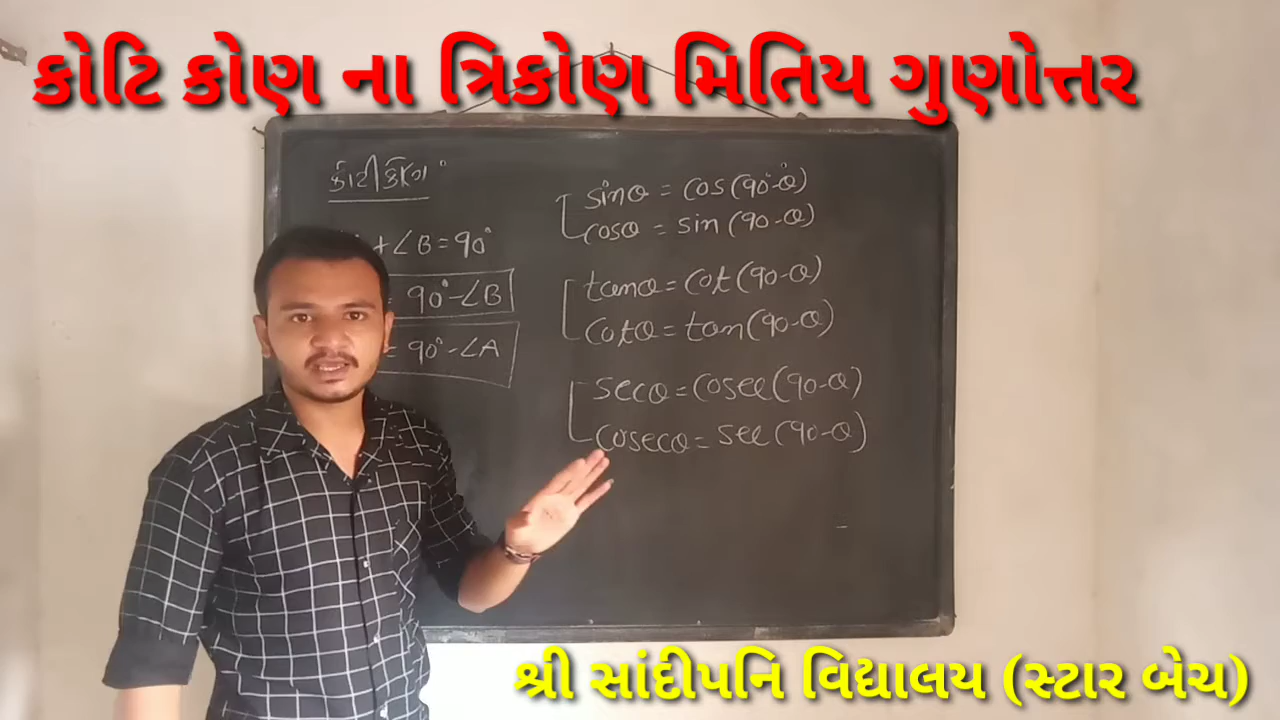 કોટિ કોણ ના ત્રિકોણ મિતિય ગુણોત્તર
કોટીકોણ
+∠B=90°
= 90°-∠B
= 90°-∠A
sinθ = cos(90°-θ)
cosθ = sin (90-θ)
tanθ = cot(90-θ)
cotθ = tan(90-θ)
secθ = cosec(90-θ)
cosecθ = sec(90-θ)
શ્રી સાંદીપનિ વિદ્યાલય (સ્ટાર બેચ)